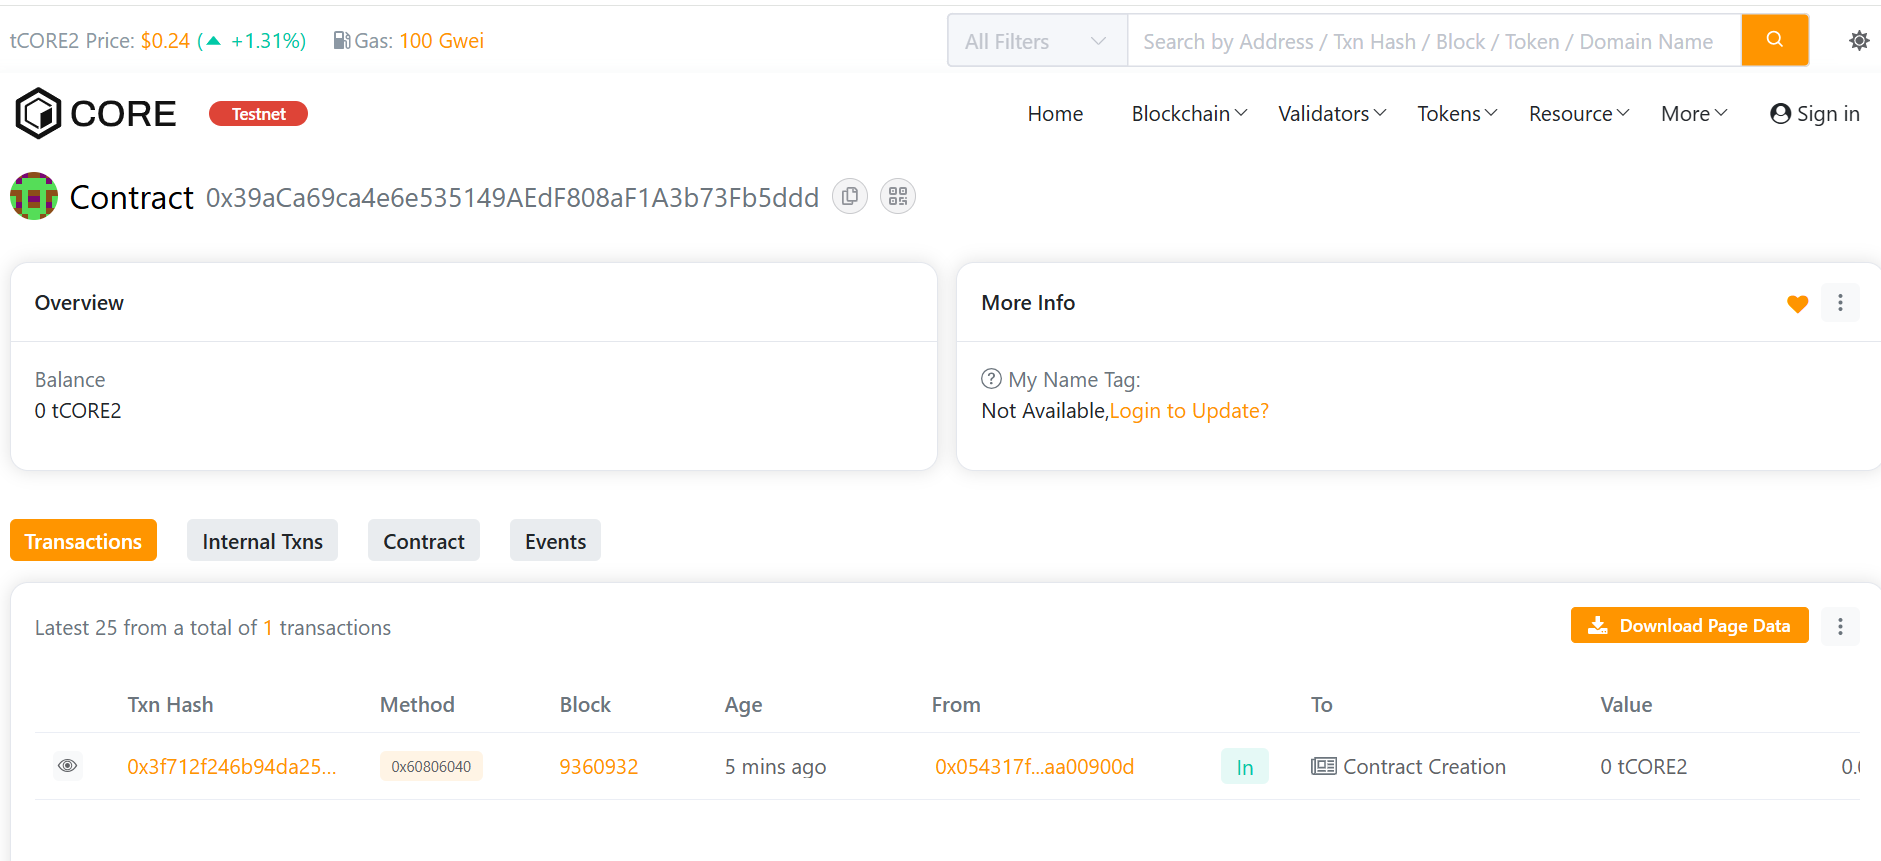 tCORE2 Price: $0.24 (▲ +1.31%) Gas: 100 Gwei
All Filters Search by Address / Txn Hash / Block / Token / Domain Name
CORE Testnet Home Blockchain Validators Tokens Resource More Sign in
Contract 0x39aCa69ca4e6e535149AEdF808aF1A3b73Fb5ddd
Overview
Balance
0 tCORE2
More Info
My Name Tag:
Not Available,Login to Update?
Transactions Internal Txns Contract Events
Latest 25 from a total of 1 transactions
Download Page Data
Txn Hash Method Block Age From To Value
0x3f712f246b94da25... 0x60806040 9360932 5 mins ago 0x054317f...aa00900d In Contract Creation 0 tCORE2